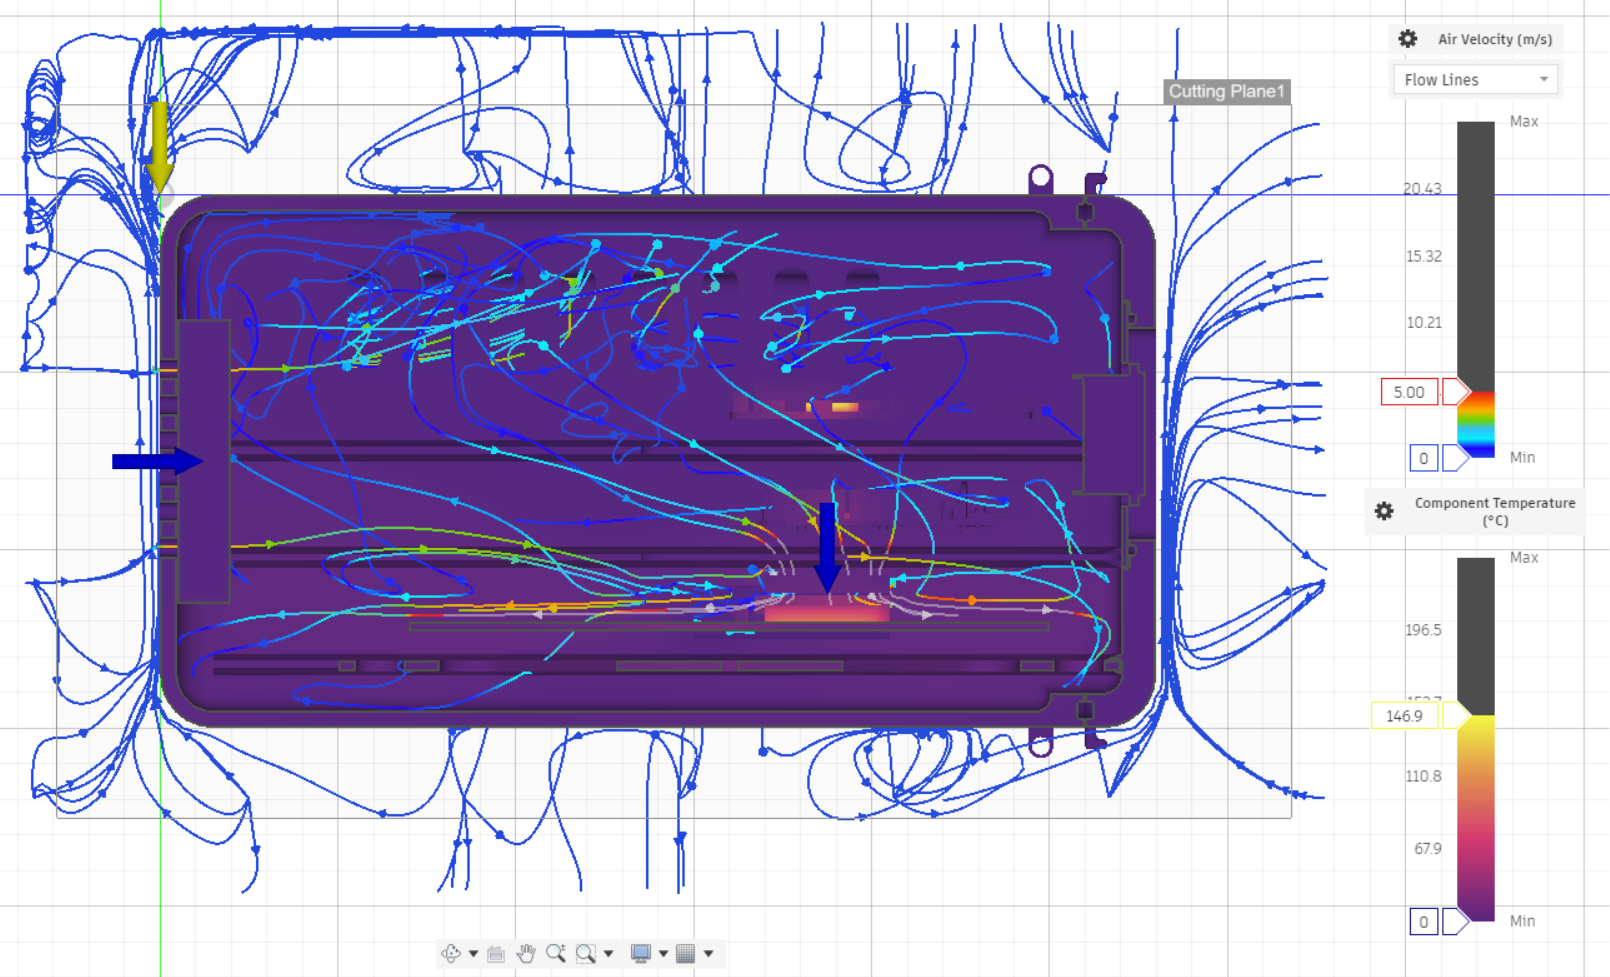 Air Velocity (m/s)
Flow Lines
Cutting Plane1
Max
20.43
15.32
10.21
5.00
0
Min
Component Temperature
(°C)
Max
196.5
146.9
110.8
67.9
0
Min